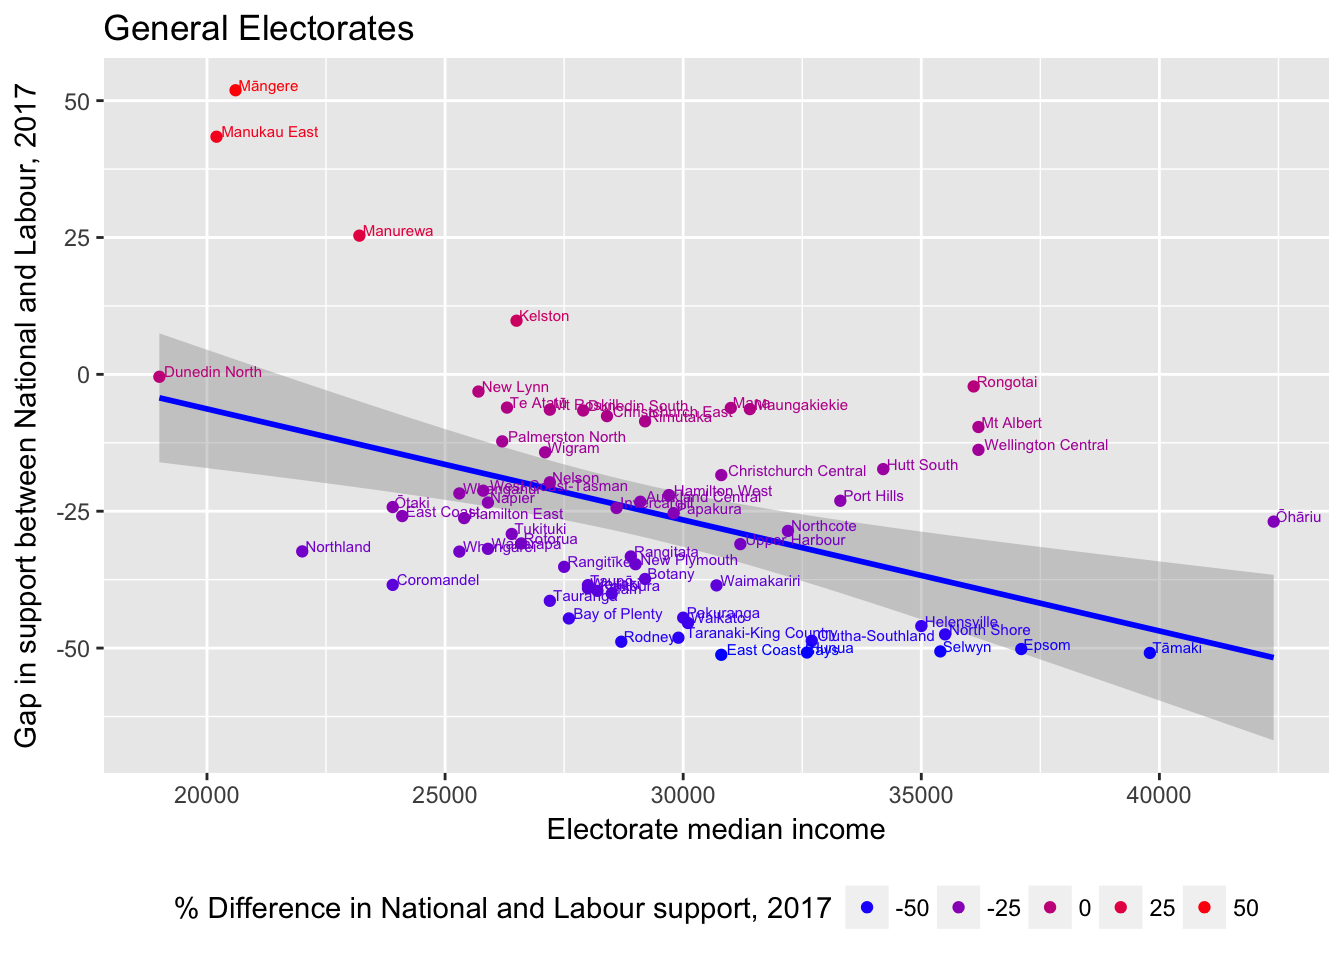 General Electorates
Gap in support between National and Labour, 2017
50
25
0
-25
-50
Māngere
Manukau East
Manurewa
Kelston
Dunedin North
New Lynn
Rongotai
Te Atatū
Mt Roskill
Dunedin South
Christchurch East
Rimutaka
Mana
Maungakiekie
Mt Albert
Palmerston North
Wigram
Wellington Central
Christchurch Central
Hutt South
Nelson
West Coast-Tasman
Whanganui
Napier
Hamilton West
Auckland Central
Invercargill
Papakura
Port Hills
Ōtaki
East Coast
Hamilton East
Ōhāriu
Tukituki
Rotorua
Northcote
Upper Harbour
Northland
Whangarei
Wairarapa
Rangitata
Rangitīkei
New Plymouth
Botany
Coromandel
Taupō
Waimakariri
Tauranga
Bay of Plenty
Pakuranga
Waikato
Taranaki-King Country
Rodney
Clutha-Southland
Helensville
North Shore
East Coast Bays
Hunua
Selwyn
Epsom
Tāmaki
20000 25000 30000 35000 40000
Electorate median income
% Difference in National and Labour support, 2017 -50 -25 0 25 50